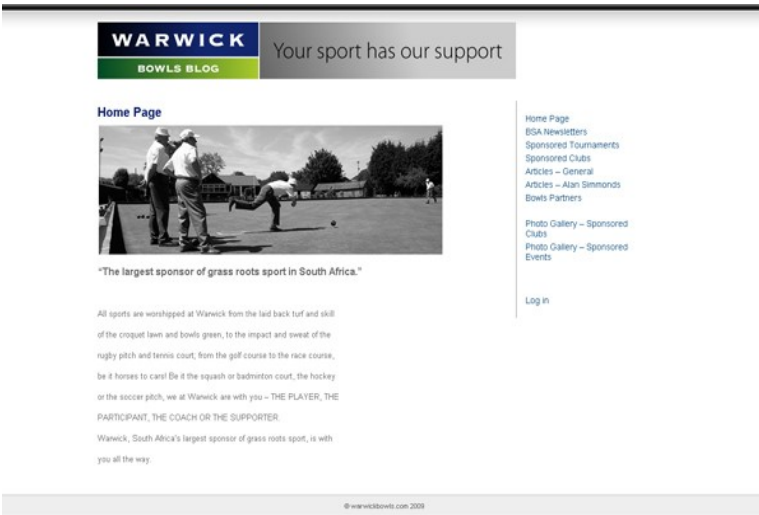 WARWICK
BOWLS BLOG
Your sport has our support
Home Page
“The largest sponsor of grass roots sport in South Africa.”
All sports are worshipped at Warwick from the laid back turf and skill
of the croquet lawn and bowls green, to the impact and sweat of the
rugby pitch and tennis court; from the golf course to the race course,
be it horses to cars! Be it the squash or badminton court, the hockey
or the soccer pitch, we at Warwick are with you – THE PLAYER, THE
PARTICIPANT, THE COACH OR THE SUPPORTER.
Warwick, South Africa's largest sponsor of grass roots sport, is with
you all the way.
Home Page
BSA Newsletters
Sponsored Tournaments
Sponsored Clubs
Articles – General
Articles – Alan Simmonds
Bowls Partners
Photo Gallery – Sponsored
Clubs
Photo Gallery – Sponsored
Events
Log in
© warwickbowls.com 2009